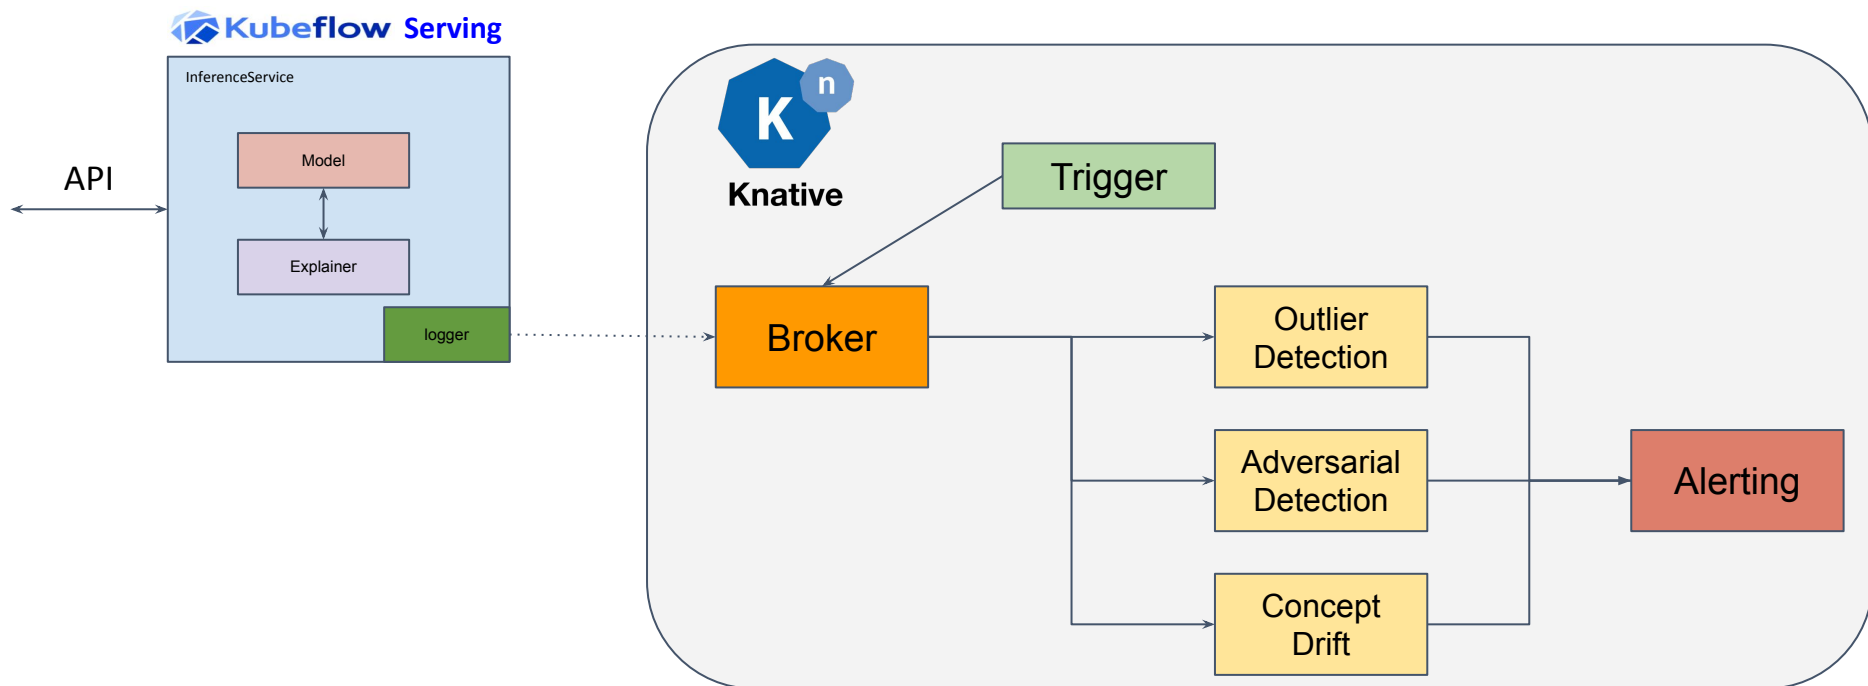 Kubeflow Serving
InferenceService
Model
API
Explainer
logger
K
n
Knative
Trigger
Broker
Outlier
Detection
Adversarial
Detection
Concept
Drift
Alerting